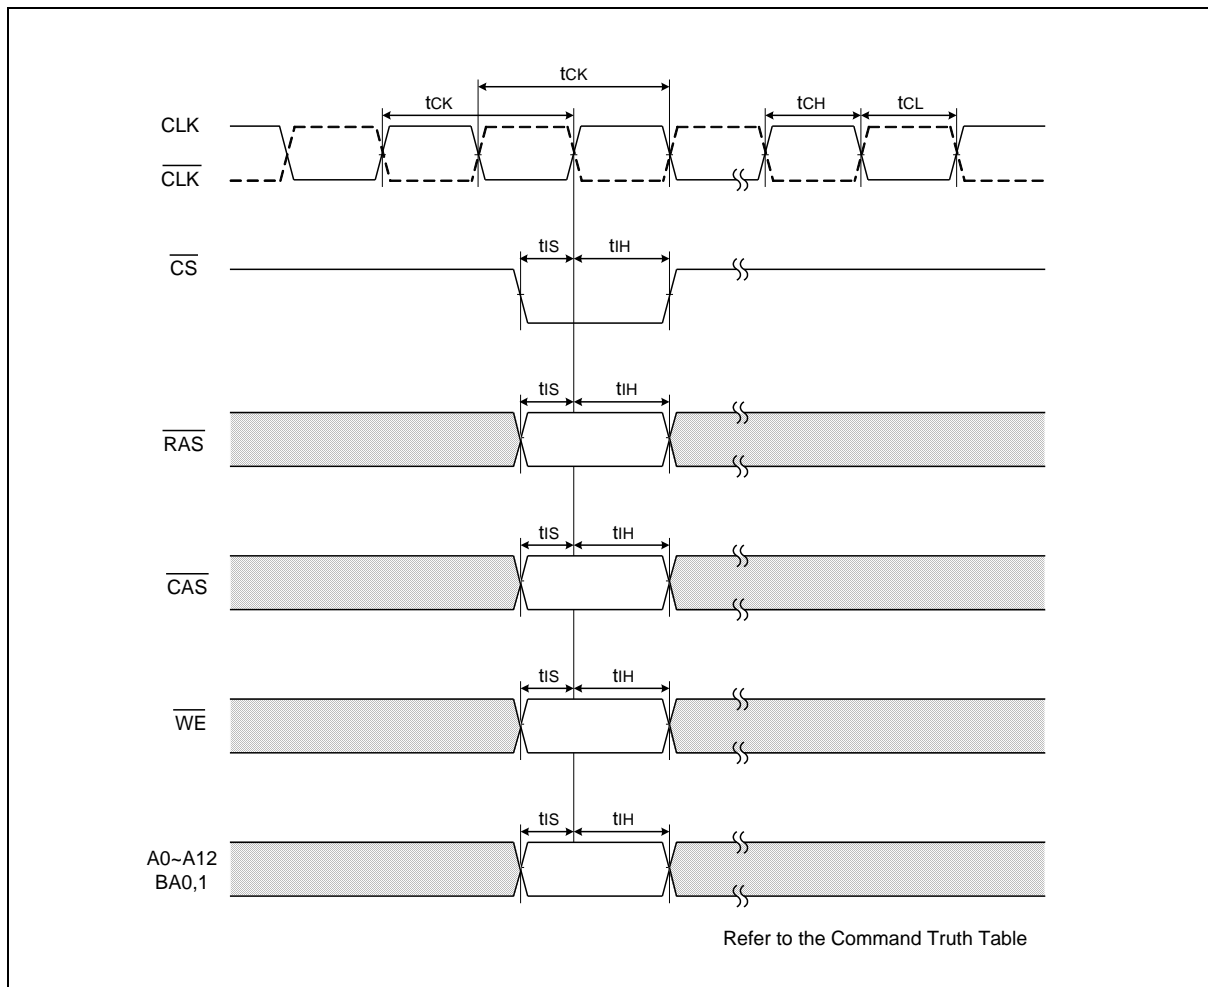 tCK
tCK
tCH
tCL
CLK
CLK
tIS
tIH
CS
tIS
tIH
RAS
tIS
tIH
CAS
tIS
tIH
WE
tIS
tIH
A0~A12
BA0,1
Refer to the Command Truth Table